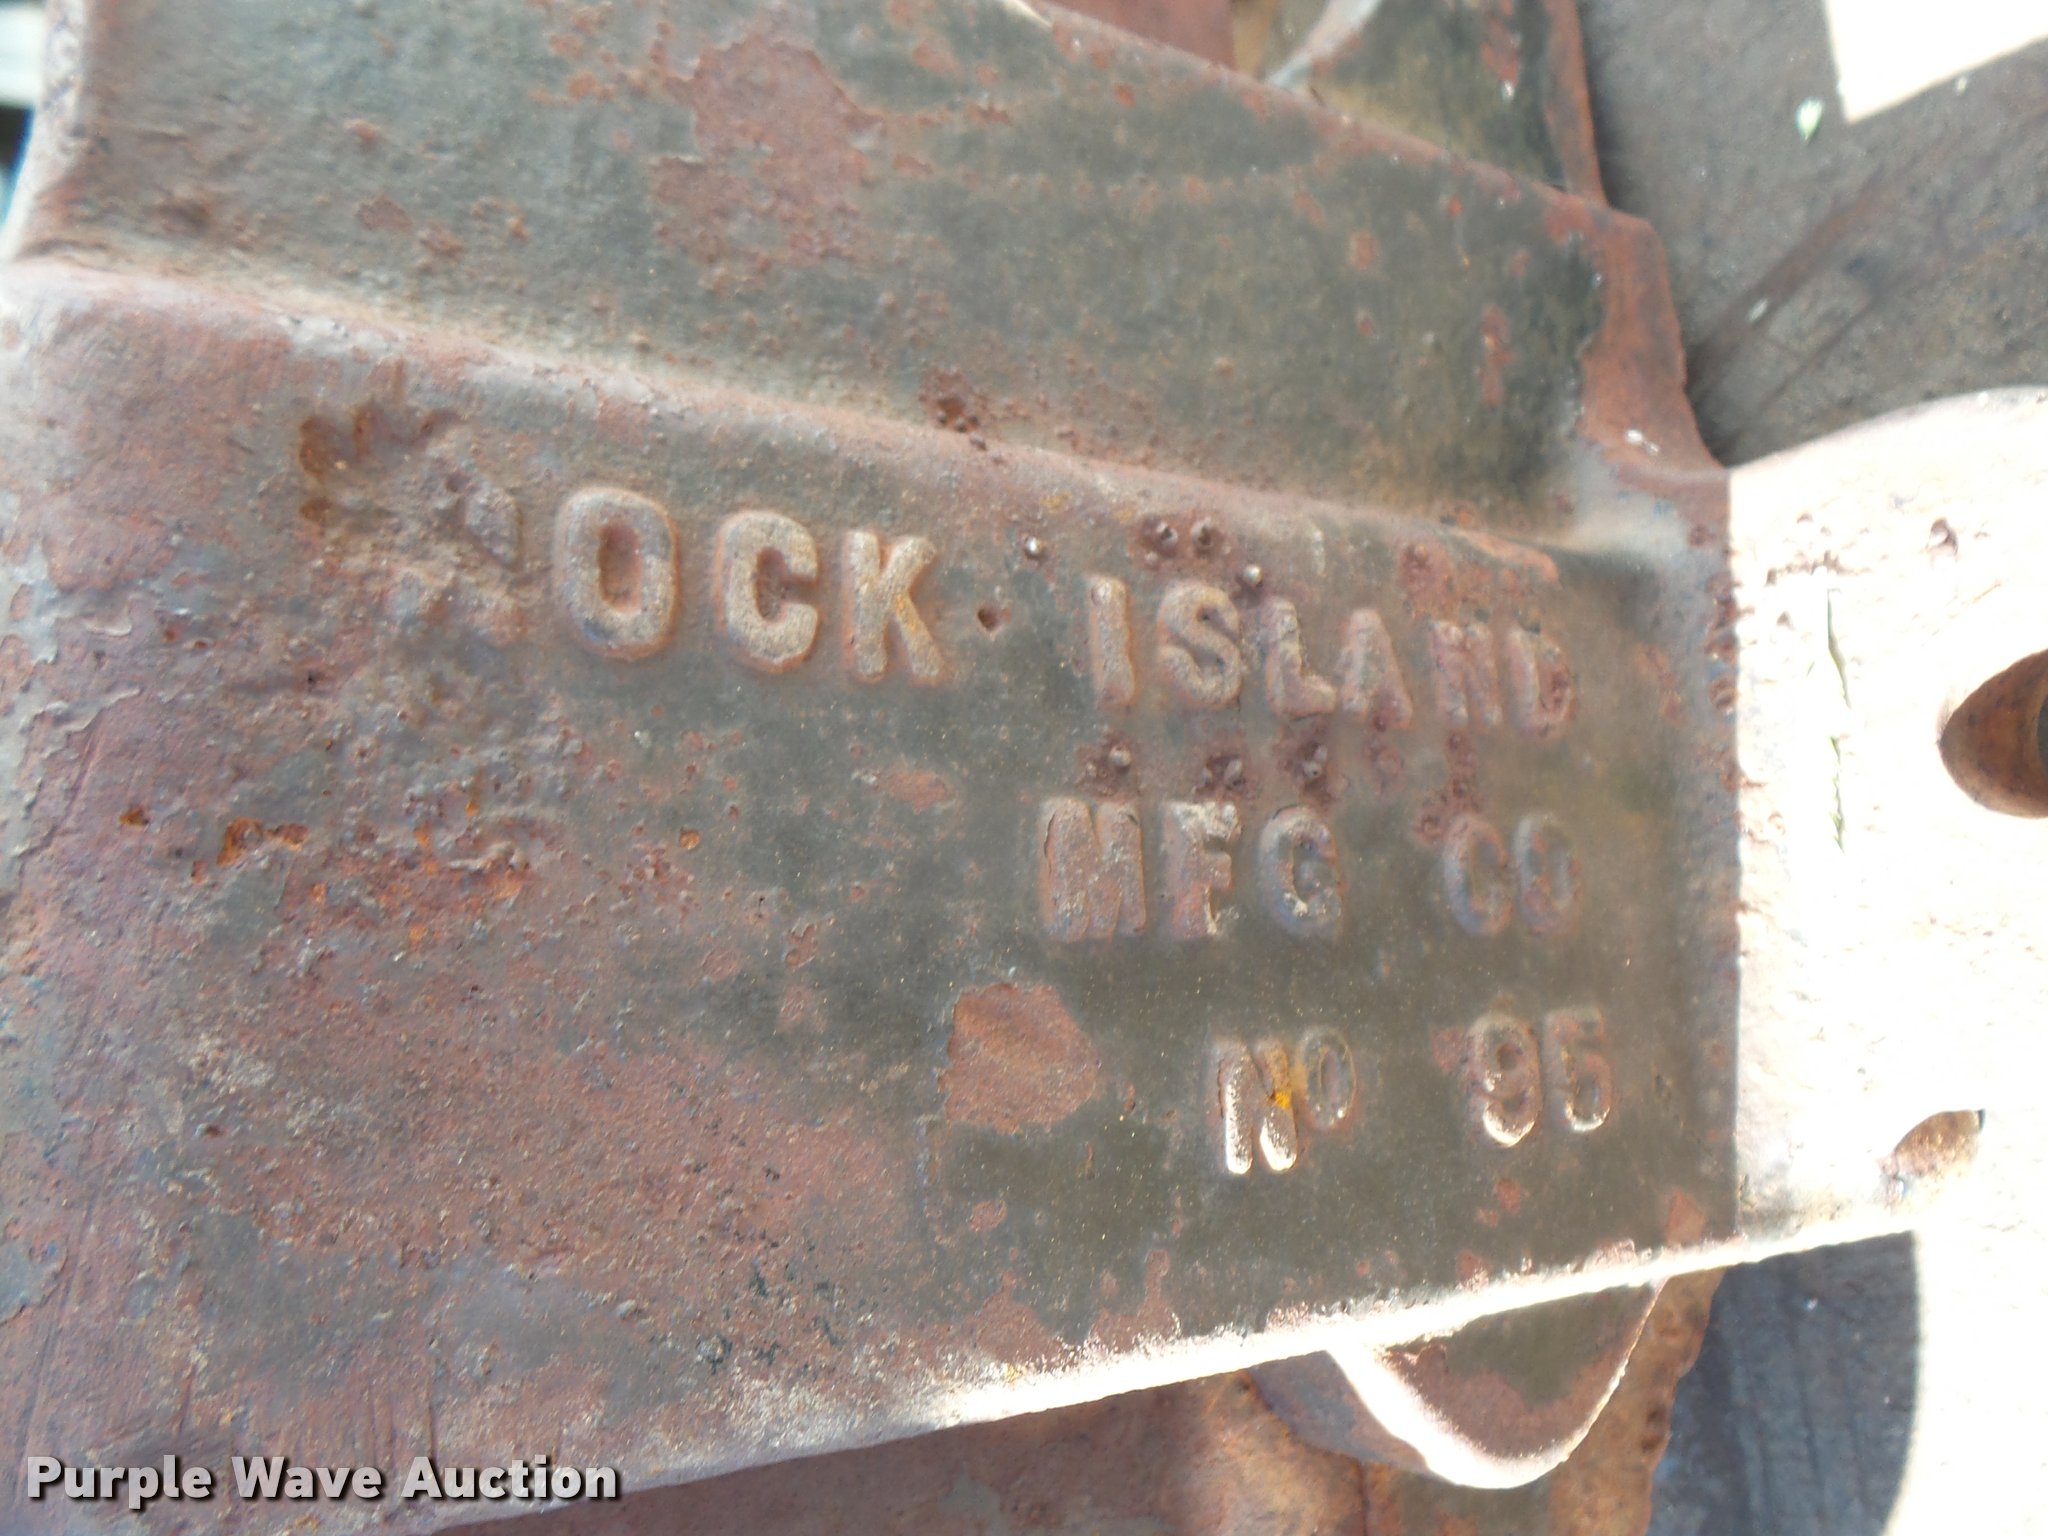 OCK ISLAND
MFG CO
No 95
Purple Wave Auction